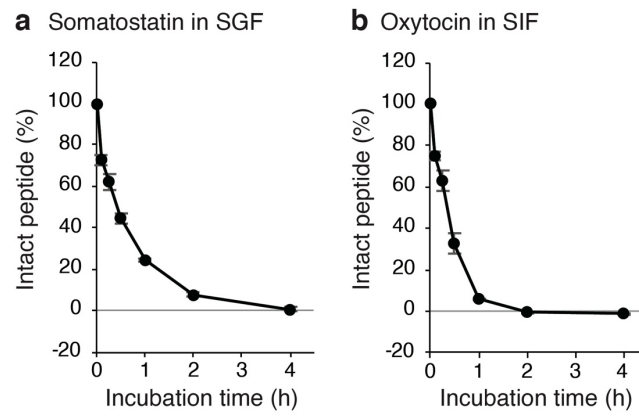 a Somatostatin in SGF
120
100
80
60
40
20
0
-20
Intact peptide (%)
0 1 2 3 4
Incubation time (h)
b Oxytocin in SIF
120
100
80
60
40
20
0
-20
Intact peptide (%)
0 1 2 3 4
Incubation time (h)